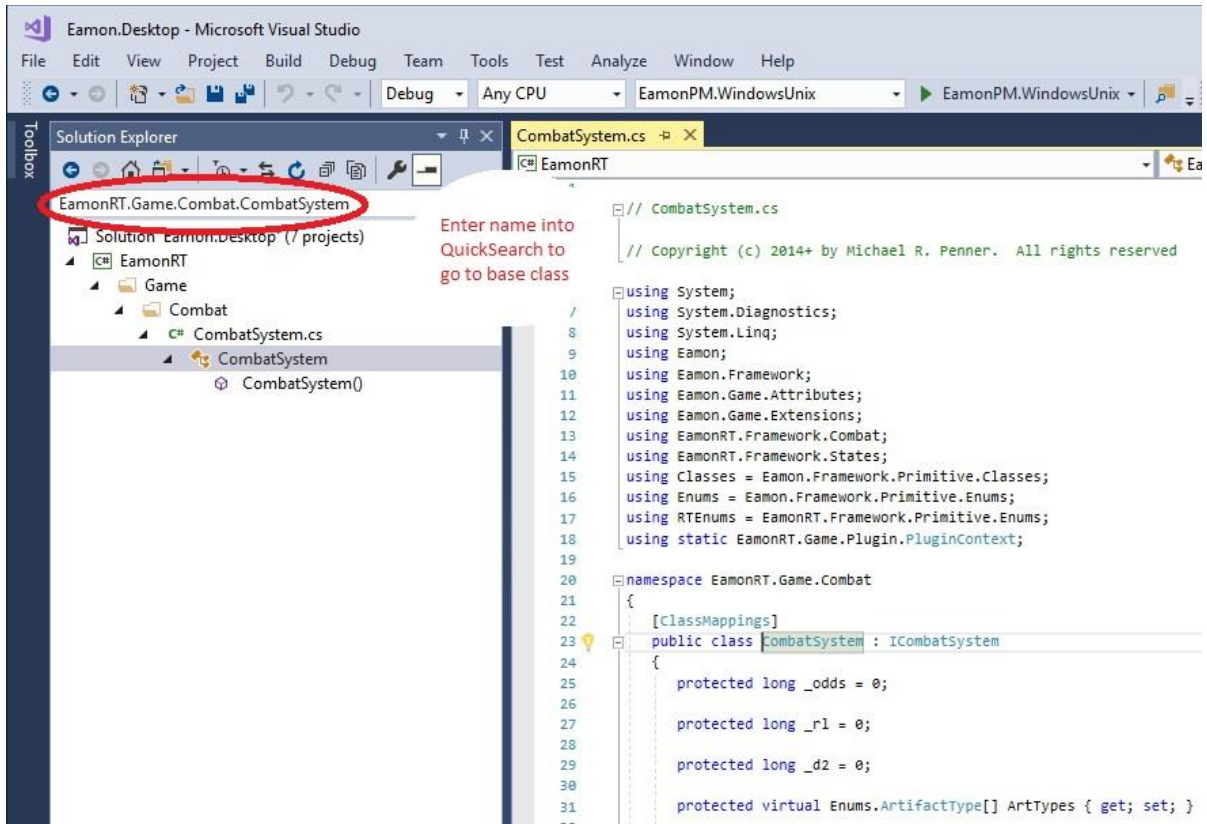 Eamon.Desktop - Microsoft Visual Studio
File Edit View Project Build Debug Team Tools Test Analyze Window Help
Debug Any CPU EamonPM.WindowsUnix EamonPM.WindowsUnix
Toolbox
Solution Explorer
EamonRT.Game.Combat.CombatSystem
Solution 'Eamon.Desktop' (7 projects)
C# EamonRT
Game
Combat
C# CombatSystem.cs
CombatSystem
CombatSystem()
Enter name into
QuickSearch to
go to base class
CombatSystem.cs
C# EamonRT Ea
// CombatSystem.cs
// Copyright (c) 2014+ by Michael R. Penner.  All rights reserved
using System;
7 using System.Diagnostics;
8 using System.Linq;
9 using Eamon;
10 using Eamon.Framework;
11 using Eamon.Game.Attributes;
12 using Eamon.Game.Extensions;
13 using EamonRT.Framework.Combat;
14 using EamonRT.Framework.States;
15 using Classes = Eamon.Framework.Primitive.Classes;
16 using Enums = Eamon.Framework.Primitive.Enums;
17 using RTEnums = EamonRT.Framework.Primitive.Enums;
18 using static EamonRT.Game.Plugin.PluginContext;
19
20 namespace EamonRT.Game.Combat
21 {
22 [ClassMappings]
23 public class CombatSystem : ICombatSystem
24 {
25 protected long _odds = 0;
26
27 protected long _rl = 0;
28
29 protected long _d2 = 0;
30
31 protected virtual Enums.ArtifactType[] ArtTypes { get; set; }